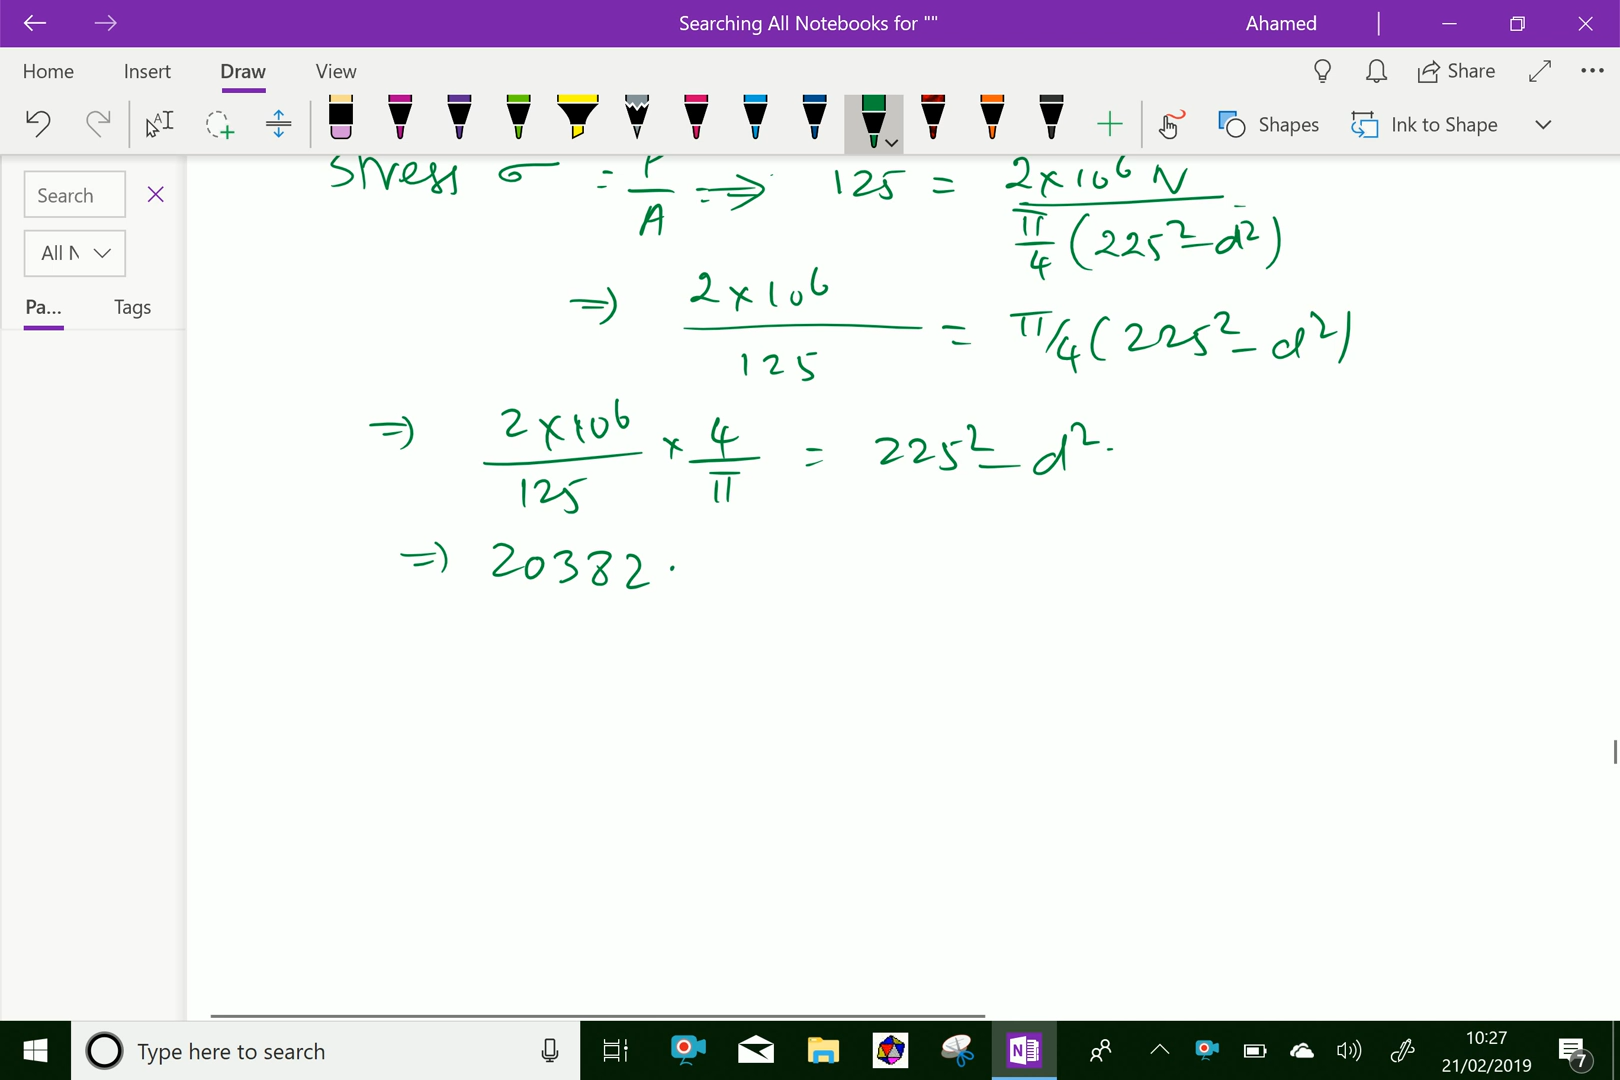 Searching All Notebooks for ""
Ahamed
Home Insert Draw View
Share
Shapes
Ink to Shape
Search
All N
Pa... Tags
Stress σ = P/A =⇒ 125 = 2×10⁶ N / π/4 (225² − d²)
⇒ 2×10⁶/125 = π/4 (225² − d²)
⇒ 2×10⁶/125 × 4/π = 225² − d².
⇒ 20382.
Type here to search
N
10:27
21/02/2019
7